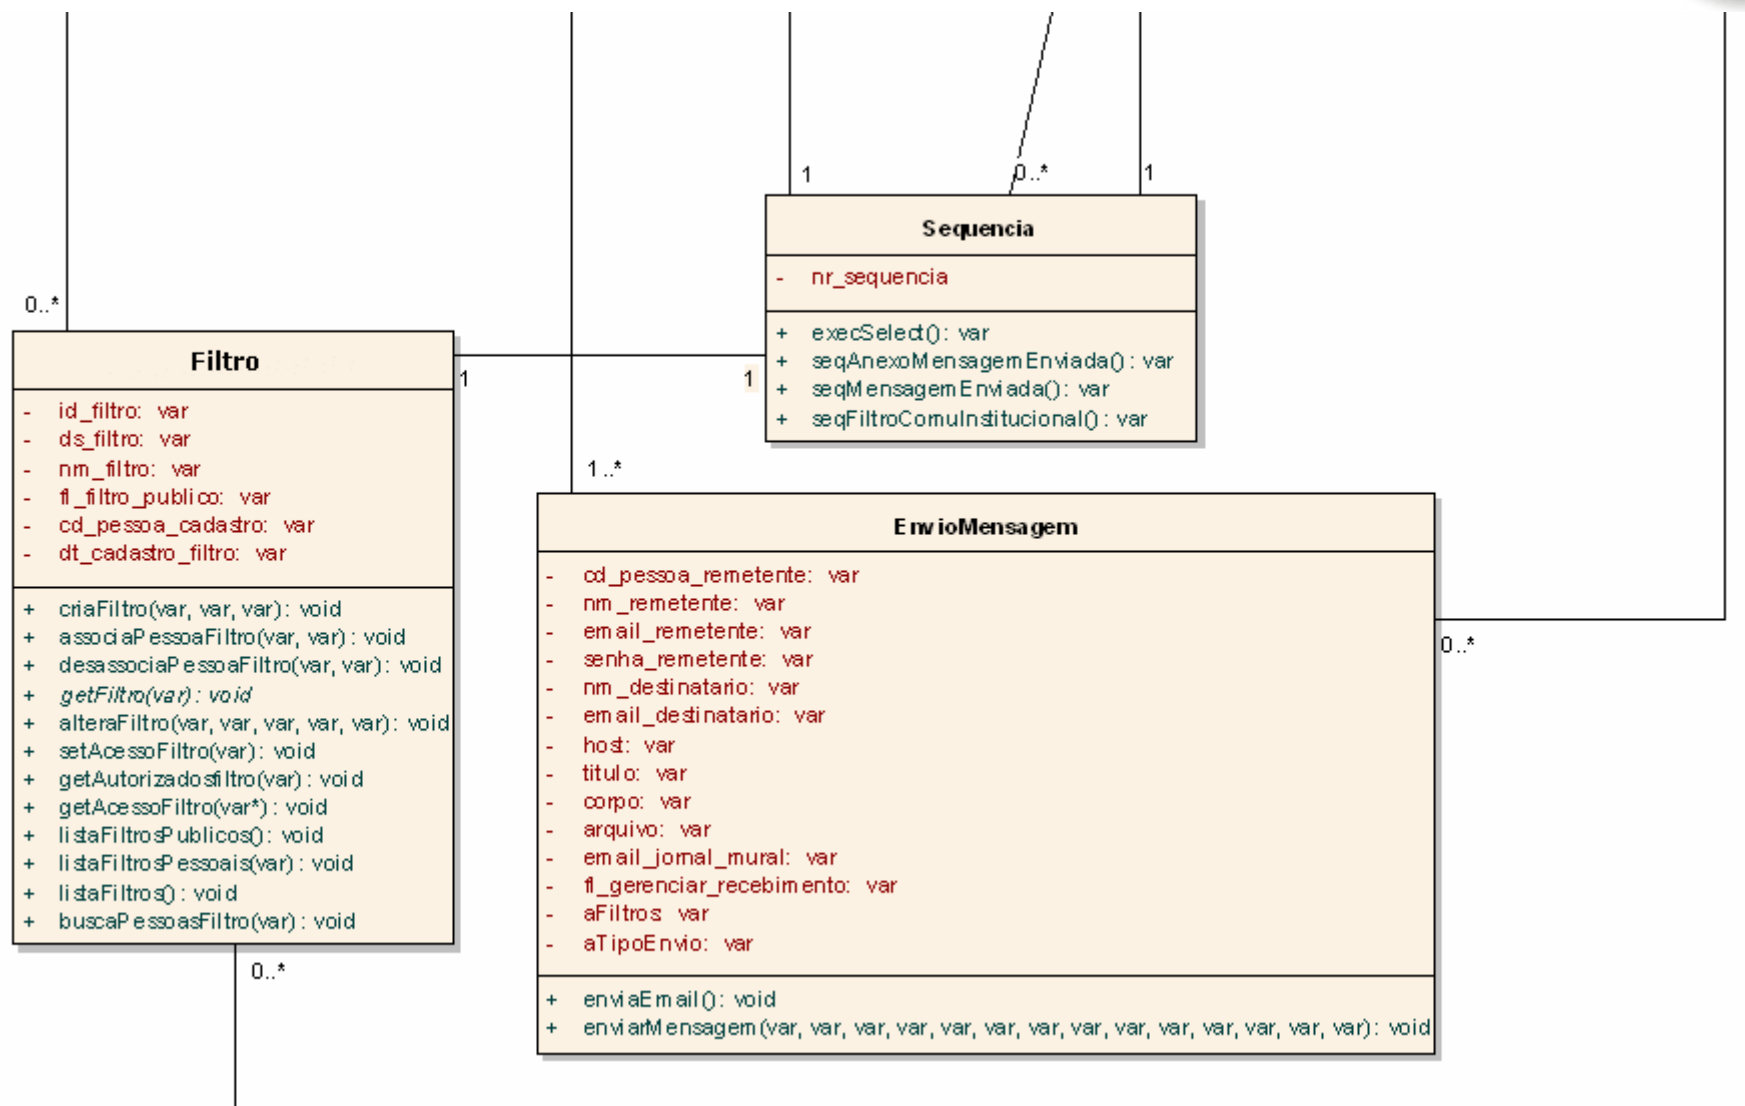 1
0..*
1
Sequencia
- nr_sequencia
+ execSelect(): var
+ seqAnexoMensagemEnviada(): var
+ seqMensagemEnviada(): var
+ seqFiltroComuInstitucional(): var
0..*
1
1
Filtro
- id_filtro: var
- ds_filtro: var
- nm_filtro: var
- fl_filtro_publico: var
- cd_pessoa_cadastro: var
- dt_cadastro_filtro: var
+ criaFiltro(var, var, var): void
+ associaPessoaFiltro(var, var): void
+ desassociaPessoaFiltro(var, var): void
+ getFiltro(var): void
+ alteraFiltro(var, var, var, var, var): void
+ setAcessoFiltro(var): void
+ getAutorizadosfiltro(var): void
+ getAcessoFiltro(var*): void
+ listaFiltrosPublicos(): void
+ listaFiltrosPessoais(var): void
+ listaFiltros(): void
+ buscaPessoasFiltro(var): void
0..*
1..*
EnvioMensagem
- cd_pessoa_remetente: var
- nm_remetente: var
- email_remetente: var
- senha_remetente: var
- nm_destinatario: var
- email_destinatario: var
- host: var
- titulo: var
- corpo: var
- arquivo: var
- email_jornal_mural: var
- fl_gerenciar_recebimento: var
- aFiltros: var
- aTipoEnvio: var
+ enviaEmail(): void
+ enviarMensagem(var, var, var, var, var, var, var, var, var, var, var, var, var, var): void
0..*